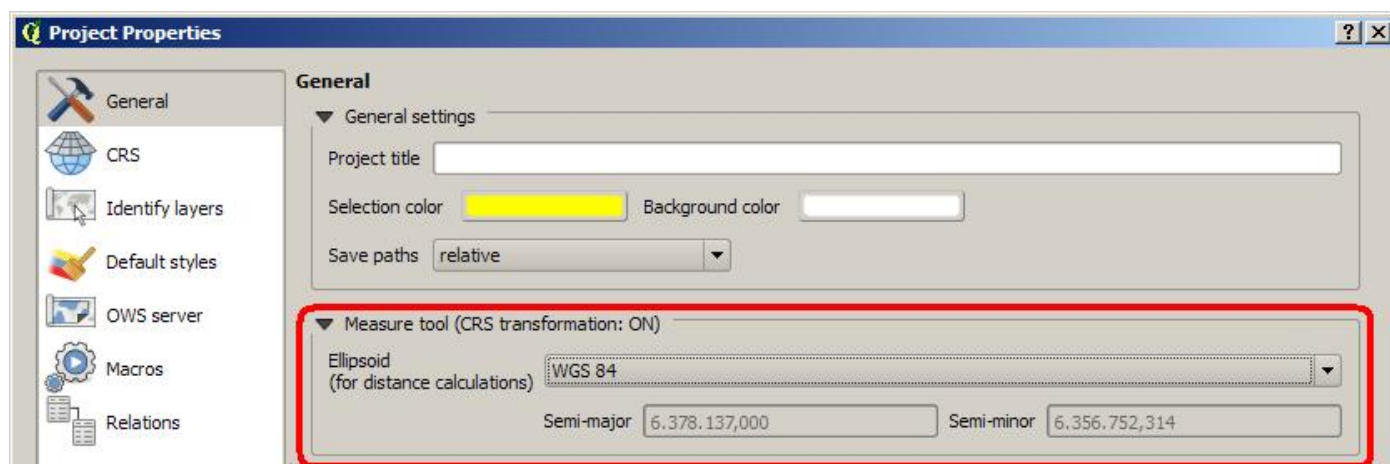 Project Properties
General
CRS
Identify layers
Default styles
OWS server
Macros
Relations
General
General settings
Project title
Selection color Background color
Save paths relative
Measure tool (CRS transformation: ON)
Ellipsoid
(for distance calculations) WGS 84
Semi-major 6.378.137,000 Semi-minor 6.356.752,314